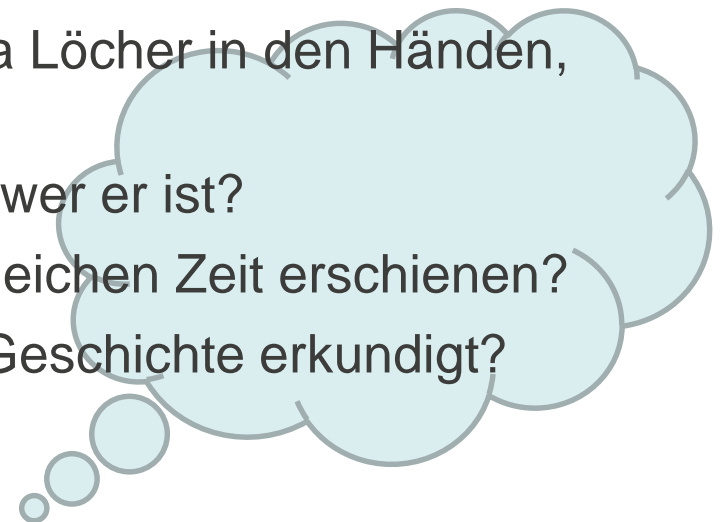 a Löcher in den Händen,
wer er ist?
eichen Zeit erschienen?
Geschichte erkundigt?